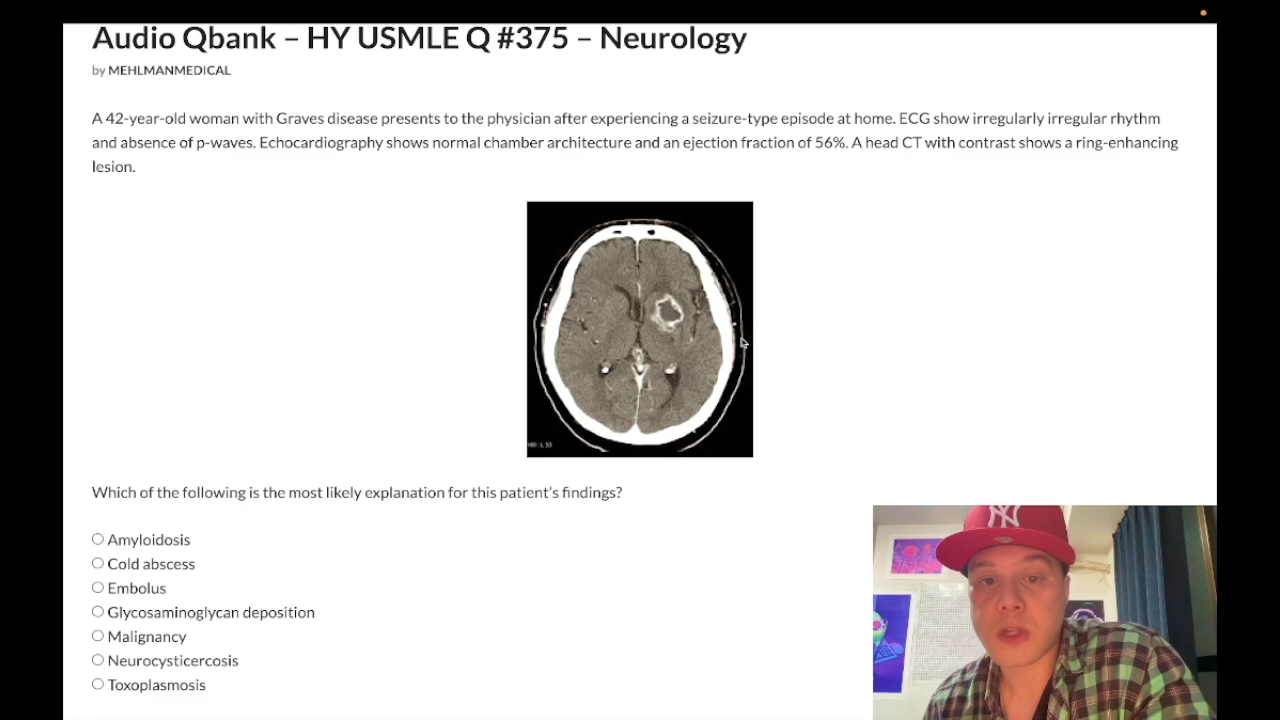 Audio Qbank – HY USMLE Q #375 – Neurology
by MEHLMANMEDICAL
A 42-year-old woman with Graves disease presents to the physician after experiencing a seizure-type episode at home. ECG show irregularly irregular rhythm
and absence of p-waves. Echocardiography shows normal chamber architecture and an ejection fraction of 56%. A head CT with contrast shows a ring-enhancing
lesion.
Which of the following is the most likely explanation for this patient's findings?
Amyloidosis
Cold abscess
Embolus
Glycosaminoglycan deposition
Malignancy
Neurocysticercosis
Toxoplasmosis
NY